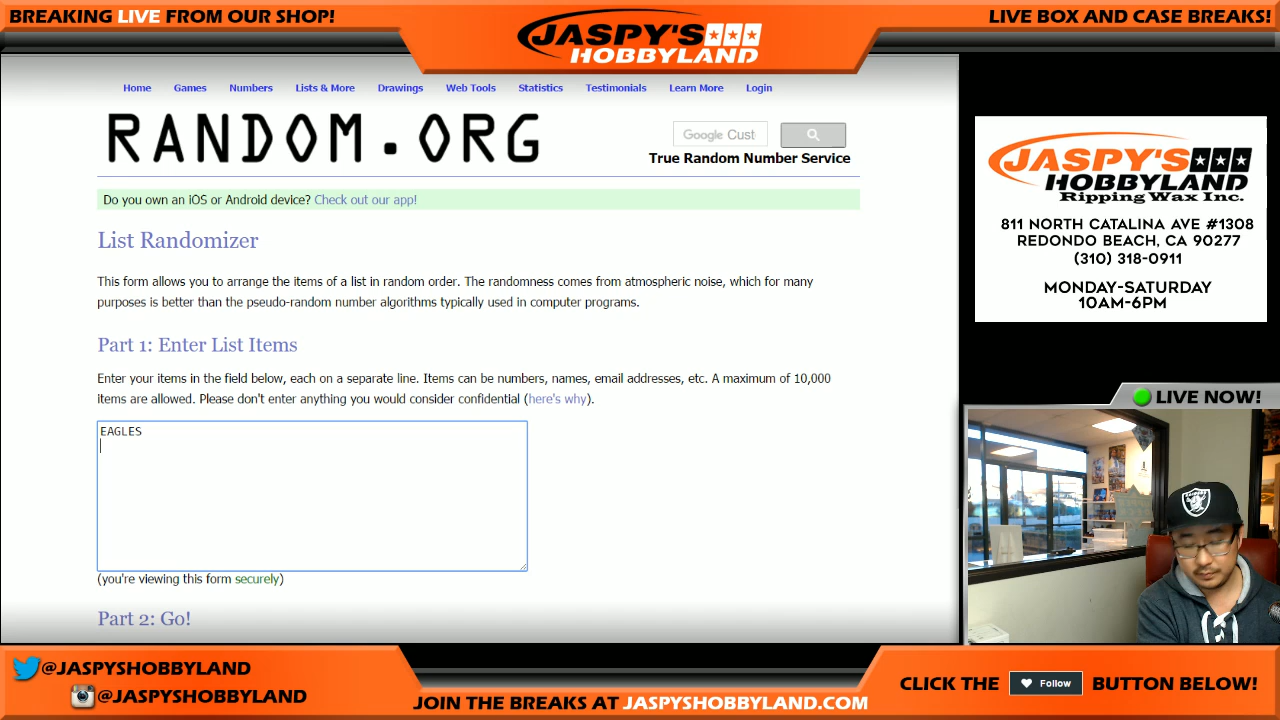 BREAKING LIVE FROM OUR SHOP!
JASPY'S
HOBBYLAND
LIVE BOX AND CASE BREAKS!
Home Games Numbers Lists & More Drawings Web Tools Statistics Testimonials Learn More Login
RANDOM.ORG
Google Cust
True Random Number Service
Do you own an iOS or Android device? Check out our app!
List Randomizer
This form allows you to arrange the items of a list in random order. The randomness comes from atmospheric noise, which for many
purposes is better than the pseudo-random number algorithms typically used in computer programs.
Part 1: Enter List Items
Enter your items in the field below, each on a separate line. Items can be numbers, names, email addresses, etc. A maximum of 10,000
items are allowed. Please don't enter anything you would consider confidential (here's why).
EAGLES
(you're viewing this form securely)
Part 2: Go!
JASPY'S
HOBBYLAND
Ripping Wax Inc.
811 NORTH CATALINA AVE #1308
REDONDO BEACH, CA 90277
(310) 318-0911
MONDAY-SATURDAY
10AM-6PM
LIVE NOW!
RAIDERS
@JASPYSHOBBYLAND
@JASPYSHOBBYLAND
JOIN THE BREAKS AT JASPYSHOBBYLAND.COM
CLICK THE Follow BUTTON BELOW!